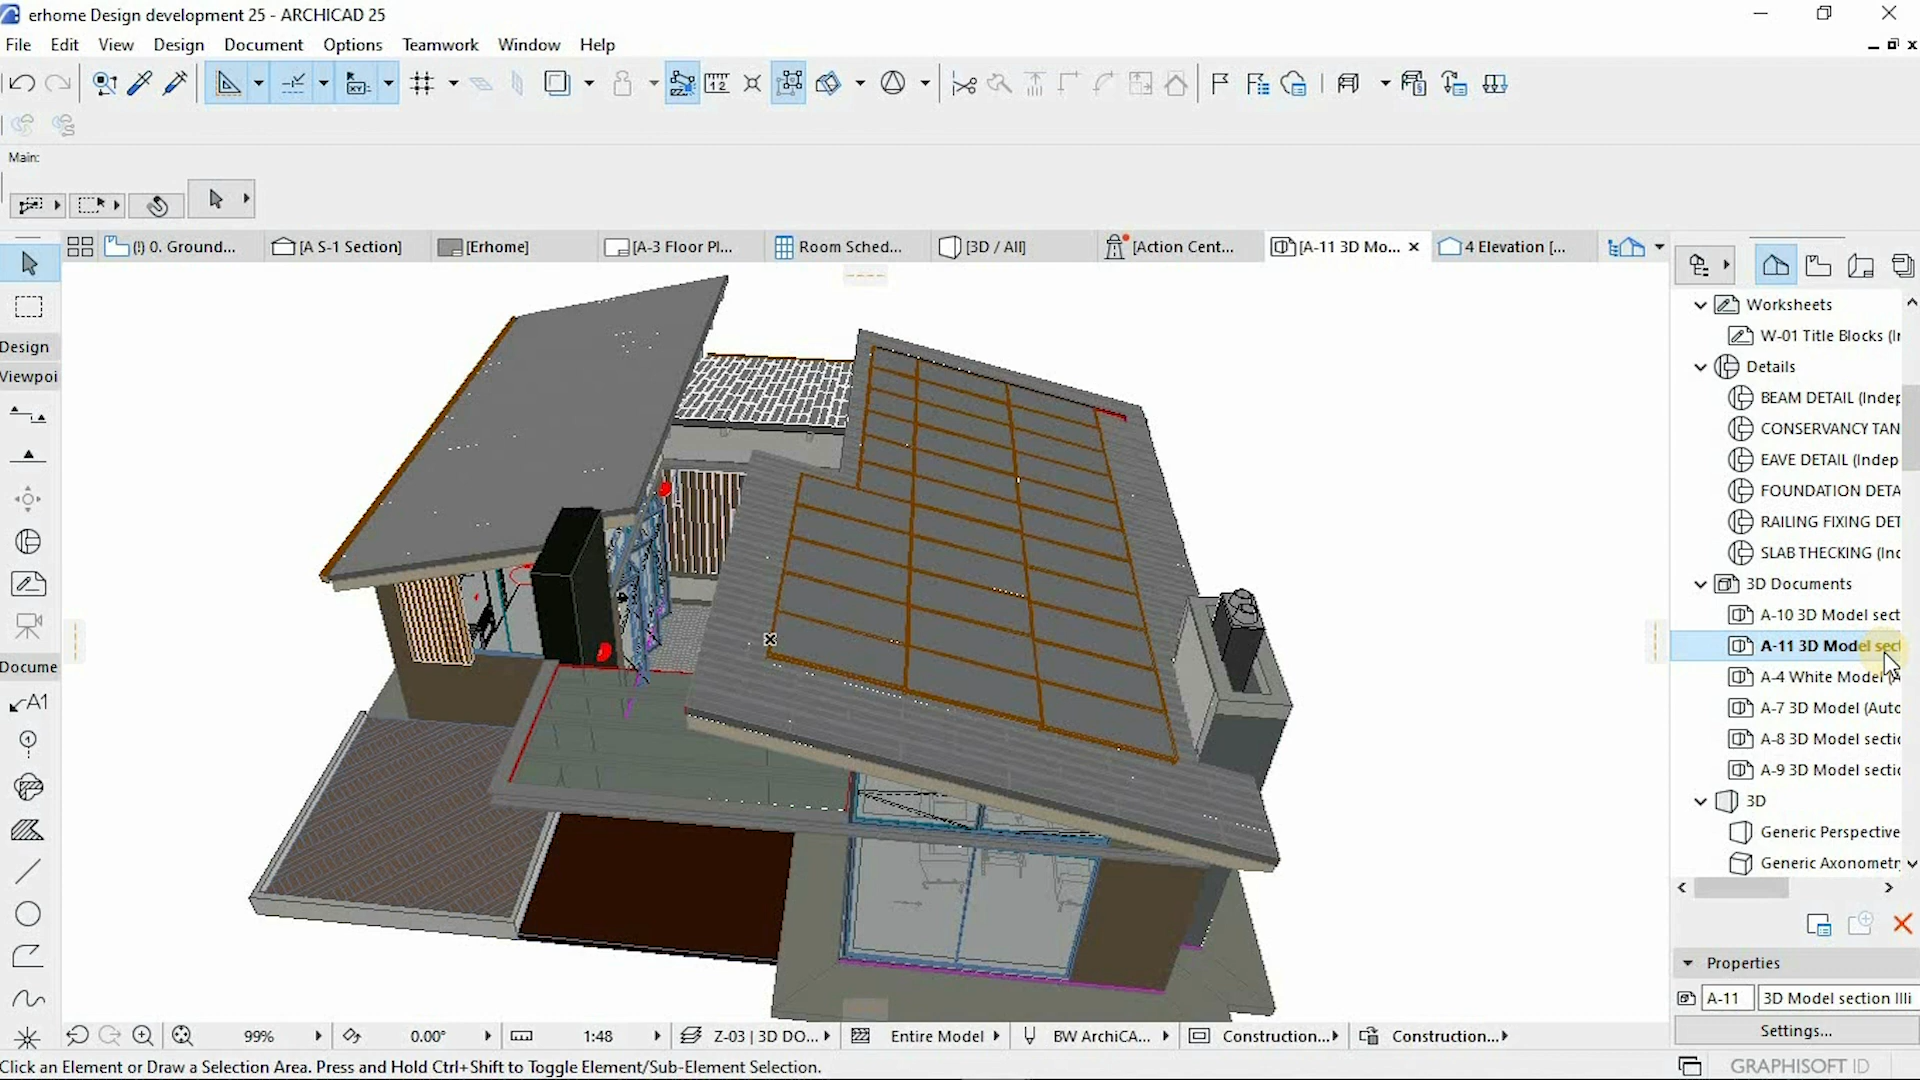 erhome Design development 25 - ARCHICAD 25
File Edit View Design Document Options Teamwork Window Help
Main:
(!) 0. Ground...
[A S-1 Section]
[Erhome]
[A-3 Floor Pl...
Room Sched...
[3D / All]
[Action Cent...
[A-11 3D Mo...
4 Elevation [...
Design
Viewpoi
A1
Docume
Worksheets
W-01 Title Blocks (Ir
Details
BEAM DETAIL (Indep
CONSERVANCY TAN
EAVE DETAIL (Indep
FOUNDATION DETA
RAILING FIXING DET
SLAB THECKING (Inc
3D Documents
A-10 3D Model sect
A-11 3D Model sect
A-4 White Model (A
A-7 3D Model (Auto
A-8 3D Model sectio
A-9 3D Model sectio
3D
Generic Perspective
Generic Axonometr
Properties
A-11 3D Model section IIIi
Settings...
99% 0.00° 1:48 Z-03 | 3D DO... Entire Model BW ArchiCA... Construction... Construction...
Click an Element or Draw a Selection Area. Press and Hold Ctrl+Shift to Toggle Element/Sub-Element Selection.
GRAPHISOFT ID